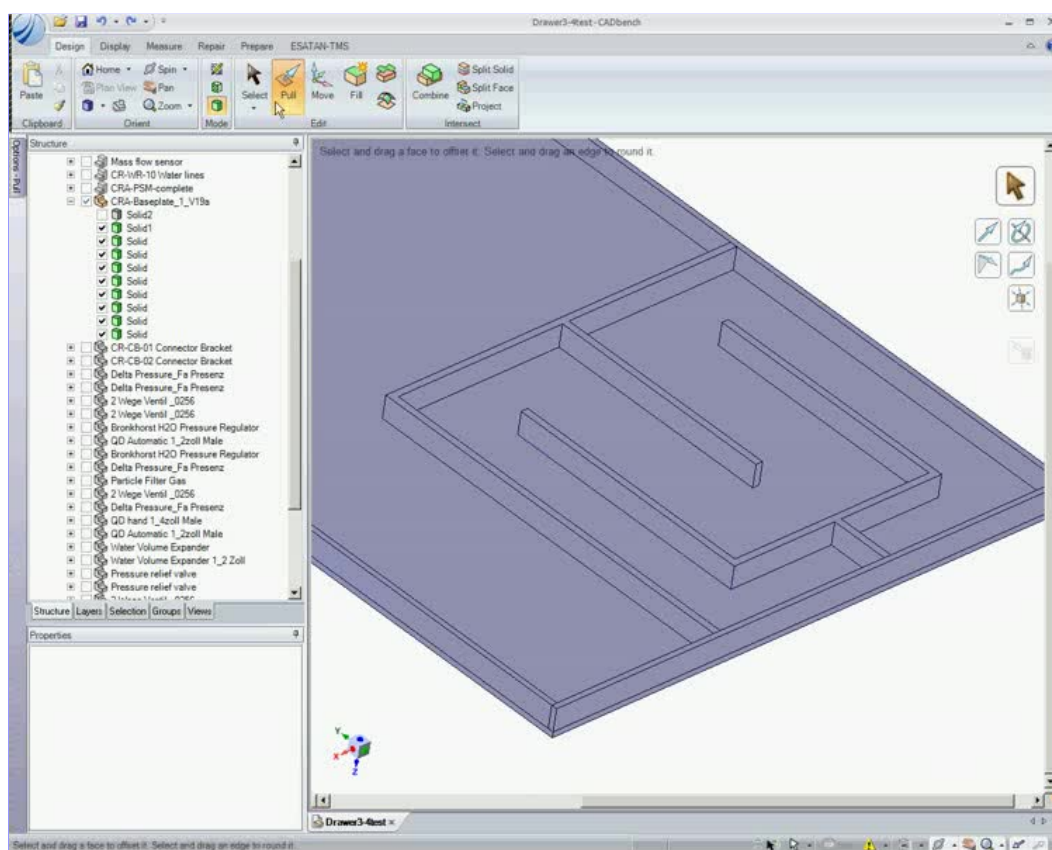 Drawer3-4test - CADbench
Design Display Measure Repair Prepare ESATAN-TMS
Paste
Home
Plan View
Spin
Pan
Zoom
Select
Pull
Move
Fill
Combine
Split Solid
Split Face
Project
Clipboard Orient Mode Edit Intersect
Options - Pull
Structure
Mass flow sensor
CR-WR-10 Water lines
CRA-PSM-complete
CRA-Baseplate_1_V19a
Solid2
Solid1
Solid
Solid
Solid
Solid
Solid
Solid
Solid
Solid
CR-CB-01 Connector Bracket
CR-CB-02 Connector Bracket
Delta Pressure_Fa Presenz
Delta Pressure_Fa Presenz
2 Wege Ventil _0256
2 Wege Ventil _0256
Bronkhorst H2O Pressure Regulator
QD Automatic 1_2zoll Male
Bronkhorst H2O Pressure Regulator
Delta Pressure_Fa Presenz
Particle Filter Gas
2 Wege Ventil _0256
Delta Pressure_Fa Presenz
QD hand 1_4zoll Male
QD Automatic 1_2zoll Male
Water Volume Expander
Water Volume Expander 1_2 Zoll
Pressure relief valve
Pressure relief valve
Structure Layers Selection Groups Views
Properties
Select and drag a face to offset it. Select and drag an edge to round it.
Y
X
Z
Drawer3-4test ×
Select and drag a face to offset it. Select and drag an edge to round it.